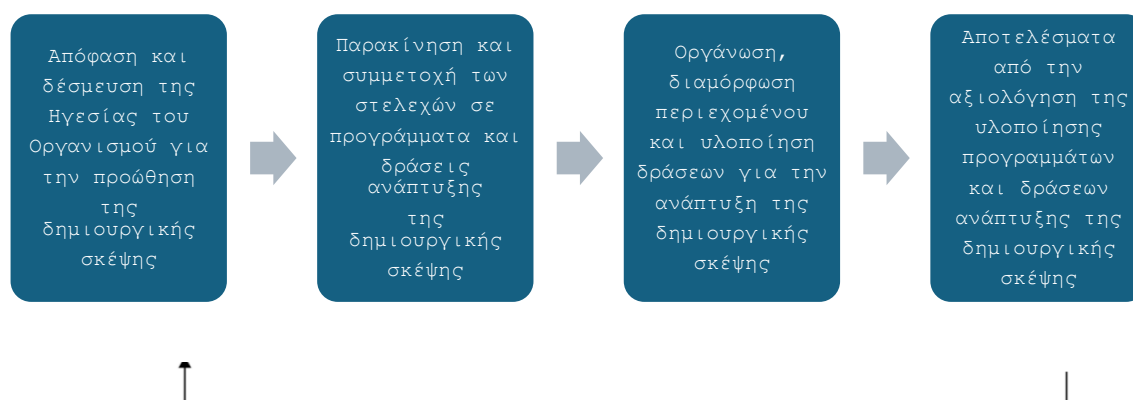 Απόφαση και
δέσμευση της
Ηγεσίας του
Οργανισμού για
την προώθηση
της
δημιουργικής
σκέψης
Παρακίνηση και
συμμετοχή των
στελεχών σε
προγράμματα και
δράσεις
ανάπτυξης
της
δημιουργικής
σκέψης
Οργάνωση,
διαμόρφωση
περιεχομένου
και υλοποίηση
δράσεων για την
ανάπτυξη της
δημιουργικής
σκέψης
Αποτελέσματα
από την
αξιολόγηση της
υλοποίησης
προγραμμάτων
και δράσεων
ανάπτυξης της
δημιουργικής
σκέψης